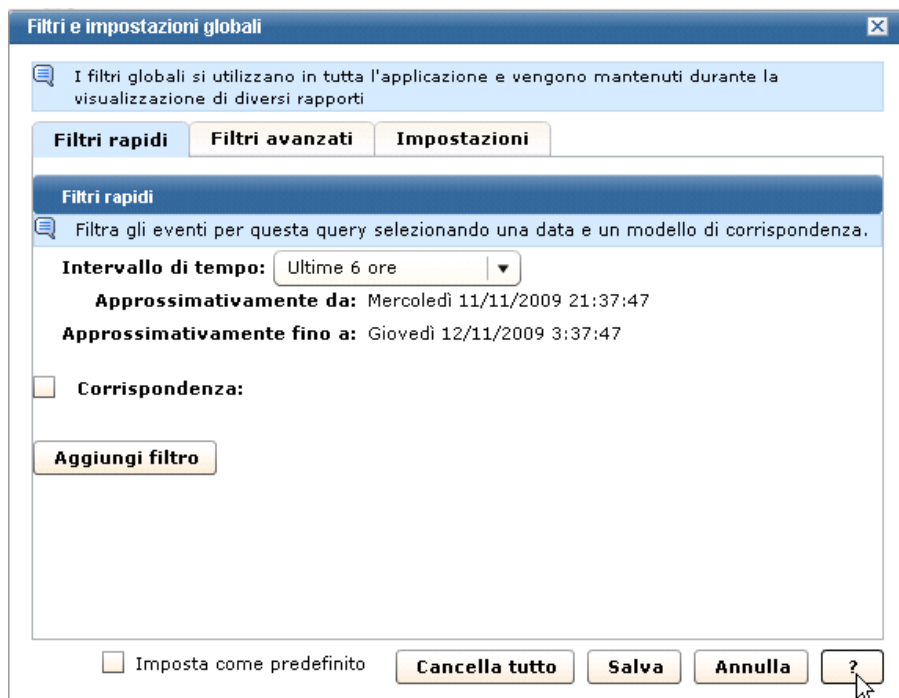 Filtri e impostazioni globali
I filtri globali si utilizzano in tutta l'applicazione e vengono mantenuti durante la
visualizzazione di diversi rapporti
Filtri rapidi Filtri avanzati Impostazioni
Filtri rapidi
Filtra gli eventi per questa query selezionando una data e un modello di corrispondenza.
Intervallo di tempo: Ultime 6 ore
Approssimativamente da: Mercoledì 11/11/2009 21:37:47
Approssimativamente fino a: Giovedì 12/11/2009 3:37:47
Corrispondenza:
Aggiungi filtro
Imposta come predefinito Cancella tutto Salva Annulla ?